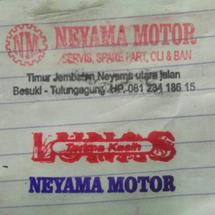 NM
NEYAMA MOTOR
SERVIS, SPARE PART, OLI & BAN
Timur Jembatan Neyama utara jalan
Besuki - Tulungagung HP. 081 234 186 15
LUNAS
Terima Kasih
NEYAMA MOTOR